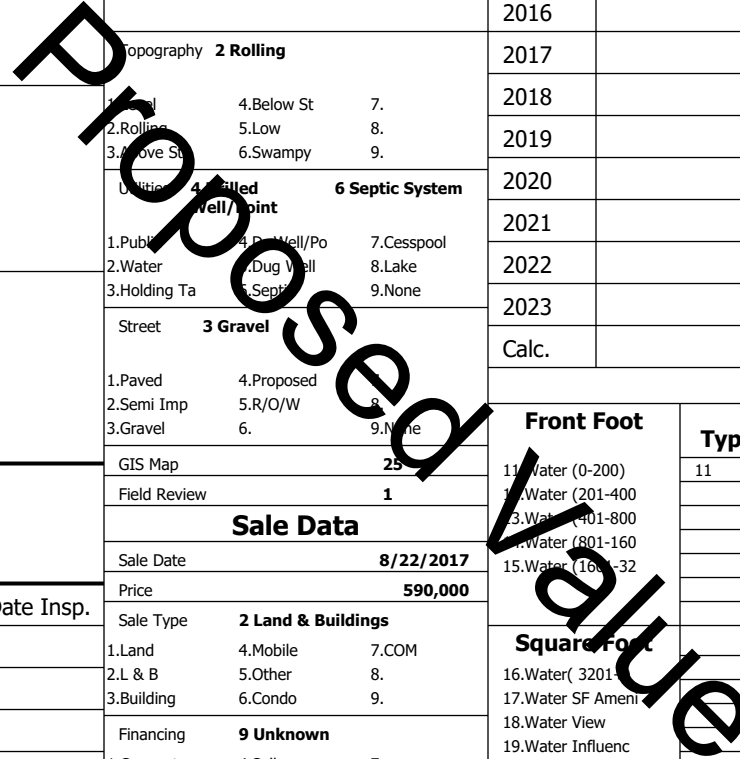 Topography 2 Rolling
4.Below St 7.
2.Rolling 5.Low 8.
3.Above St 6.Swampy 9.
Utilities 4 Drilled Well/Point 6 Septic System
4.Dr Well/Po 7.Cesspool
2.Water 5.Dug Well 8.Lake
3.Holding Ta 6.Septic 9.None
Street 3 Gravel
1.Paved 4.Proposed
2.Semi Imp 5.R/O/W 8.
3.Gravel 6. 9.None
GIS Map 25
Field Review 1
Sale Data
Sale Date 8/22/2017
Price 590,000
Sale Type 2 Land & Buildings
1.Land 4.Mobile 7.COM
2.L & B 5.Other 8.
3.Building 6.Condo 9.
Financing 9 Unknown
Date Insp.
2016
2017
2018
2019
2020
2021
2022
2023
Calc.
Front Foot
Typ
11.Water (0-200) 11
12.Water (201-400
13.Water (401-800
14.Water (801-160
15.Water (1601-32
Square Foot
16.Water( 3201-
17.Water SF Ameni
18.Water View
19.Water Influenc
Proposed Value